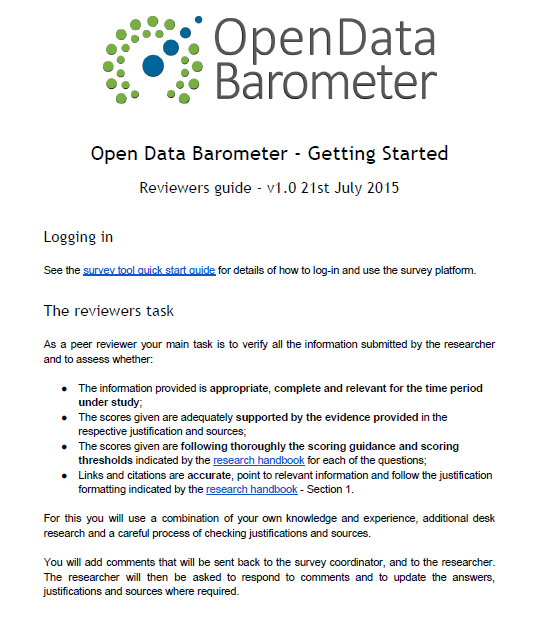 OpenData
Barometer
Open Data Barometer - Getting Started
Reviewers guide - v1.0 21st July 2015
Logging in
See the survey tool quick start guide for details of how to log-in and use the survey platform.
The reviewers task
As a peer reviewer your main task is to verify all the information submitted by the researcher
and to assess whether:
● The information provided is appropriate, complete and relevant for the time period
under study;
● The scores given are adequately supported by the evidence provided in the
respective justification and sources;
● The scores given are following thoroughly the scoring guidance and scoring
thresholds indicated by the research handbook for each of the questions;
● Links and citations are accurate, point to relevant information and follow the justification
formatting indicated by the research handbook - Section 1.
For this you will use a combination of your own knowledge and experience, additional desk
research and a careful process of checking justifications and sources.
You will add comments that will be sent back to the survey coordinator, and to the researcher.
The researcher will then be asked to respond to comments and to update the answers,
justifications and sources where required.